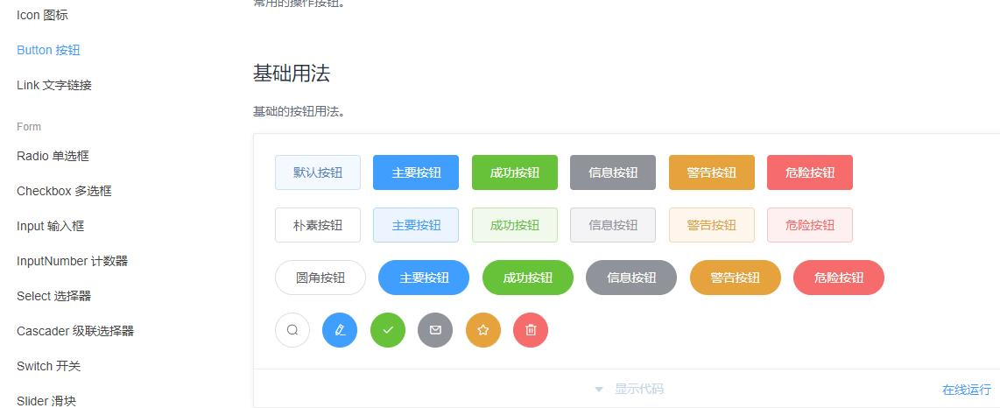 常用的操作按钮。
Icon 图标
Button 按钮
Link 文字链接
Form
Radio 单选框
Checkbox 多选框
Input 输入框
InputNumber 计数器
Select 选择器
Cascader 级联选择器
Switch 开关
Slider 滑块
基础用法
基础的按钮用法。
默认按钮 主要按钮 成功按钮 信息按钮 警告按钮 危险按钮
朴素按钮 主要按钮 成功按钮 信息按钮 警告按钮 危险按钮
圆角按钮 主要按钮 成功按钮 信息按钮 警告按钮 危险按钮
显示代码 在线运行